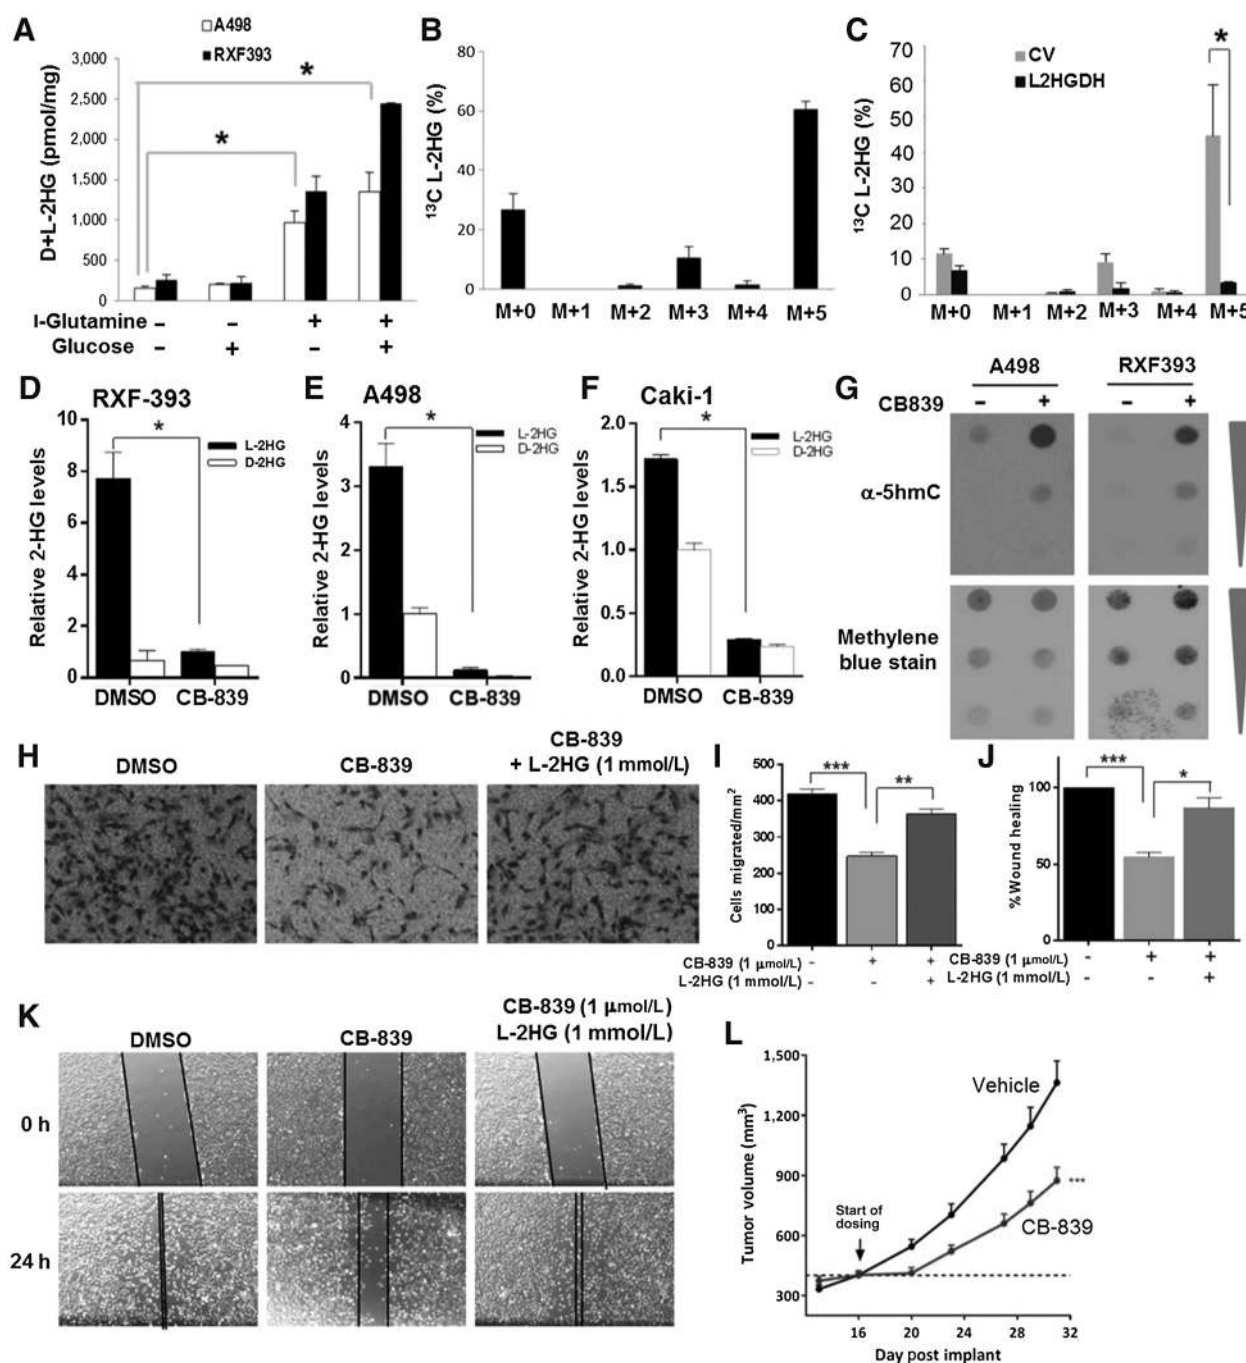 A
A498
RXF393
D+L-2HG (pmol/mg)
3,000
2,500
2,000
1,500
1,000
500
0
l-Glutamine – – + +
Glucose – + – +
B
¹³C L-2HG (%)
80
60
40
20
0
M+0 M+1 M+2 M+3 M+4 M+5
C
CV
L2HGDH
*
¹³C L-2HG (%)
70
60
50
40
30
20
10
0
M+0 M+1 M+2 M+3 M+4 M+5
D RXF-393
Relative 2-HG levels
10
8
6
4
2
0
*
L-2HG
D-2HG
DMSO CB-839
E A498
Relative 2-HG levels
4
3
2
1
0
*
L-2HG
D-2HG
DMSO CB-839
F Caki-1
Relative 2-HG levels
2.0
1.5
1.0
0.5
0.0
*
L-2HG
D-2HG
DMSO CB-839
G
A498 RXF393
CB839 – + – +
α-5hmC
Methylene
blue stain
H
DMSO
CB-839
CB-839
+ L-2HG (1 mmol/L)
I
Cells migrated/mm²
500
400
300
200
100
0
*** **
CB-839 (1 μmol/L) - + +
L-2HG (1 mmol/L) - - +
J
%Wound healing
100
50
0
*** *
CB-839 (1 μmol/L) - + +
L-2HG (1 mmol/L) - - +
K
DMSO
CB-839
CB-839 (1 μmol/L)
L-2HG (1 mmol/L)
0 h
24 h
L
Tumor volume (mm³)
1,500
1,200
900
600
300
Vehicle
CB-839
***
Start of
dosing
16 20 24 28 32
Day post implant